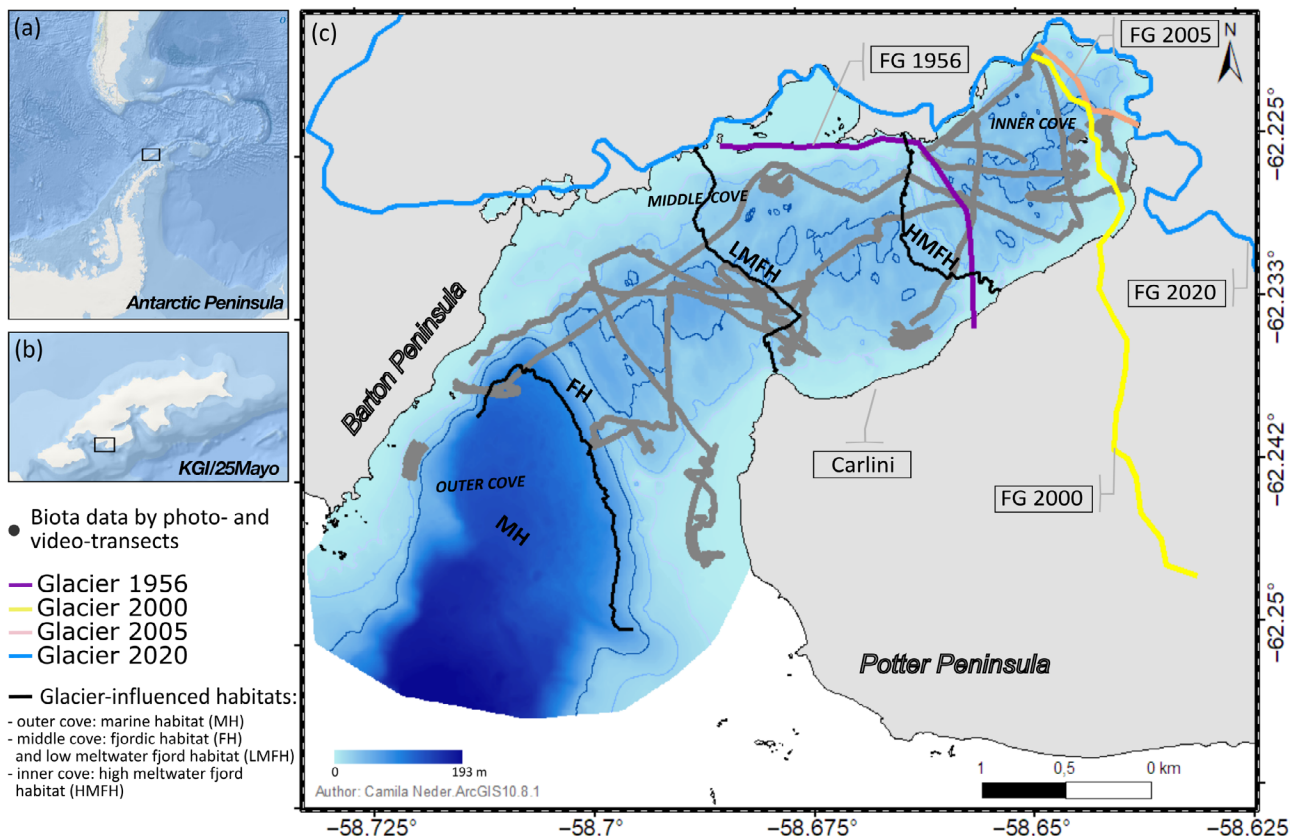 (a)
Antarctic Peninsula
(b)
KGI/25Mayo
Biota data by photo- and
video-transects
Glacier 1956
Glacier 2000
Glacier 2005
Glacier 2020
Glacier-influenced habitats:
- outer cove: marine habitat (MH)
- middle cove: fjordic habitat (FH)
and low meltwater fjord habitat (LMFH)
- inner cove: high meltwater fjord
habitat (HMFH)
(c)
FG 1956
FG 2005
N
INNER COVE
MIDDLE COVE
HMFH
LMFH
FG 2020
Barton Peninsula
FH
Carlini
OUTER COVE
FG 2000
MH
Potter Peninsula
0
193 m
Author: Camila Neder.ArcGIS10.8.1
1
0,5
0 km
−62.225°
−62.233°
−62.242°
−62.25°
−58.725°
−58.7°
−58.675°
−58.65°
−58.625